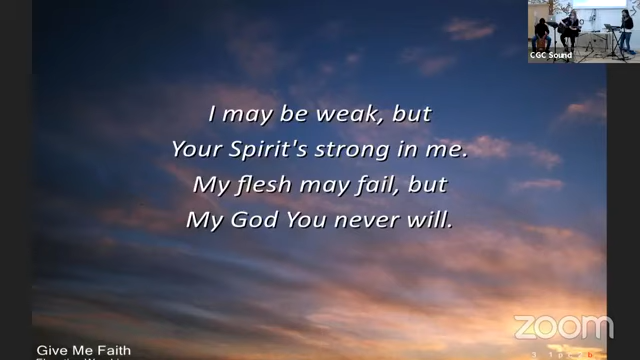 CGC Sound
I may be weak, but
Your Spirit's strong in me.
My flesh may fail, but
My God You never will.
Give Me Faith
zoom